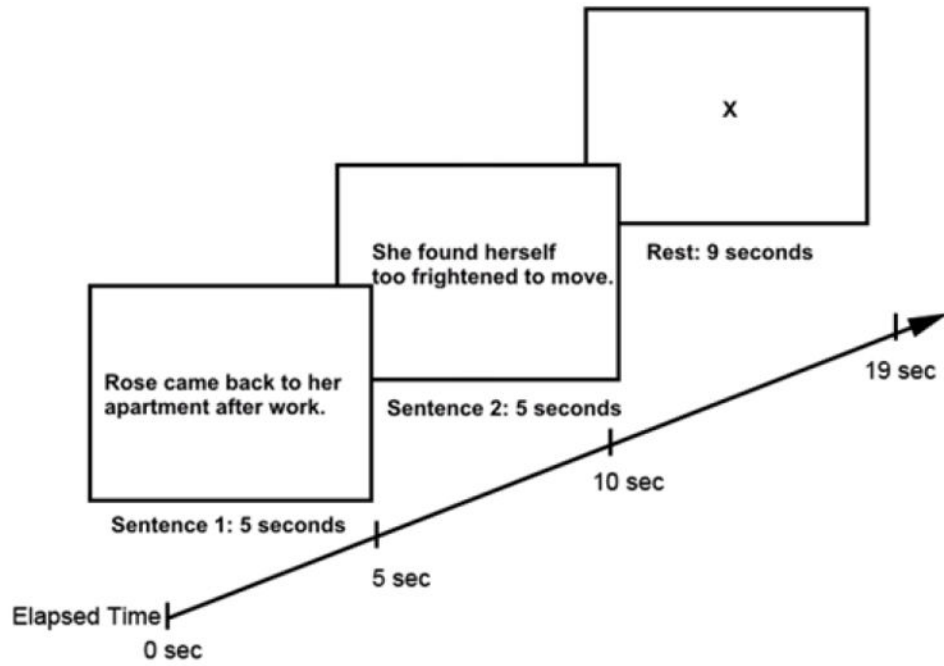 X
Rest: 9 seconds
She found herself
too frightened to move.
Sentence 2: 5 seconds
Rose came back to her
apartment after work.
Sentence 1: 5 seconds
19 sec
10 sec
5 sec
Elapsed Time
0 sec